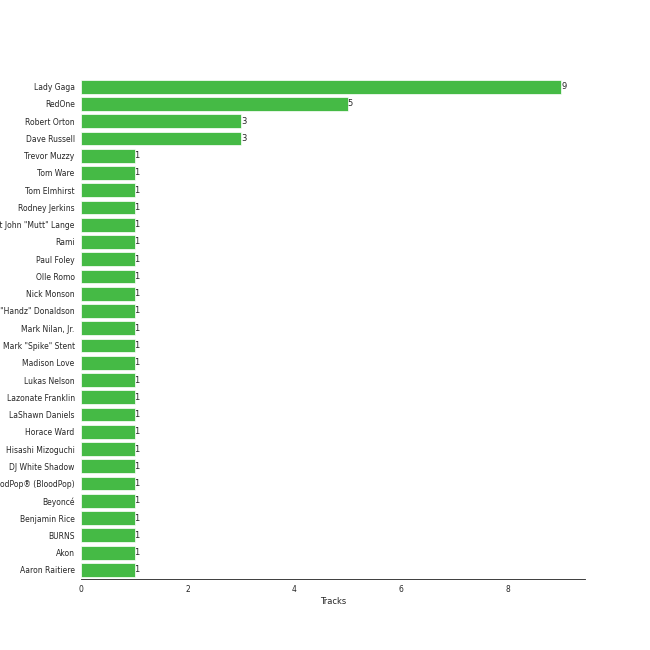 Lady Gaga 9
RedOne 5
Robert Orton 3
Dave Russell 3
Trevor Muzzy 1
Tom Ware 1
Tom Elmhirst 1
Rodney Jerkins 1
t John "Mutt" Lange 1
Rami 1
Paul Foley 1
Olle Romo 1
Nick Monson 1
"Handz" Donaldson 1
Mark Nilan, Jr. 1
Mark "Spike" Stent 1
Madison Love 1
Lukas Nelson 1
Lazonate Franklin 1
LaShawn Daniels 1
Horace Ward 1
Hisashi Mizoguchi 1
DJ White Shadow 1
odPop® (BloodPop) 1
Beyoncé 1
Benjamin Rice 1
BURNS 1
Akon 1
Aaron Raitiere 1
0 2 4 6 8
Tracks